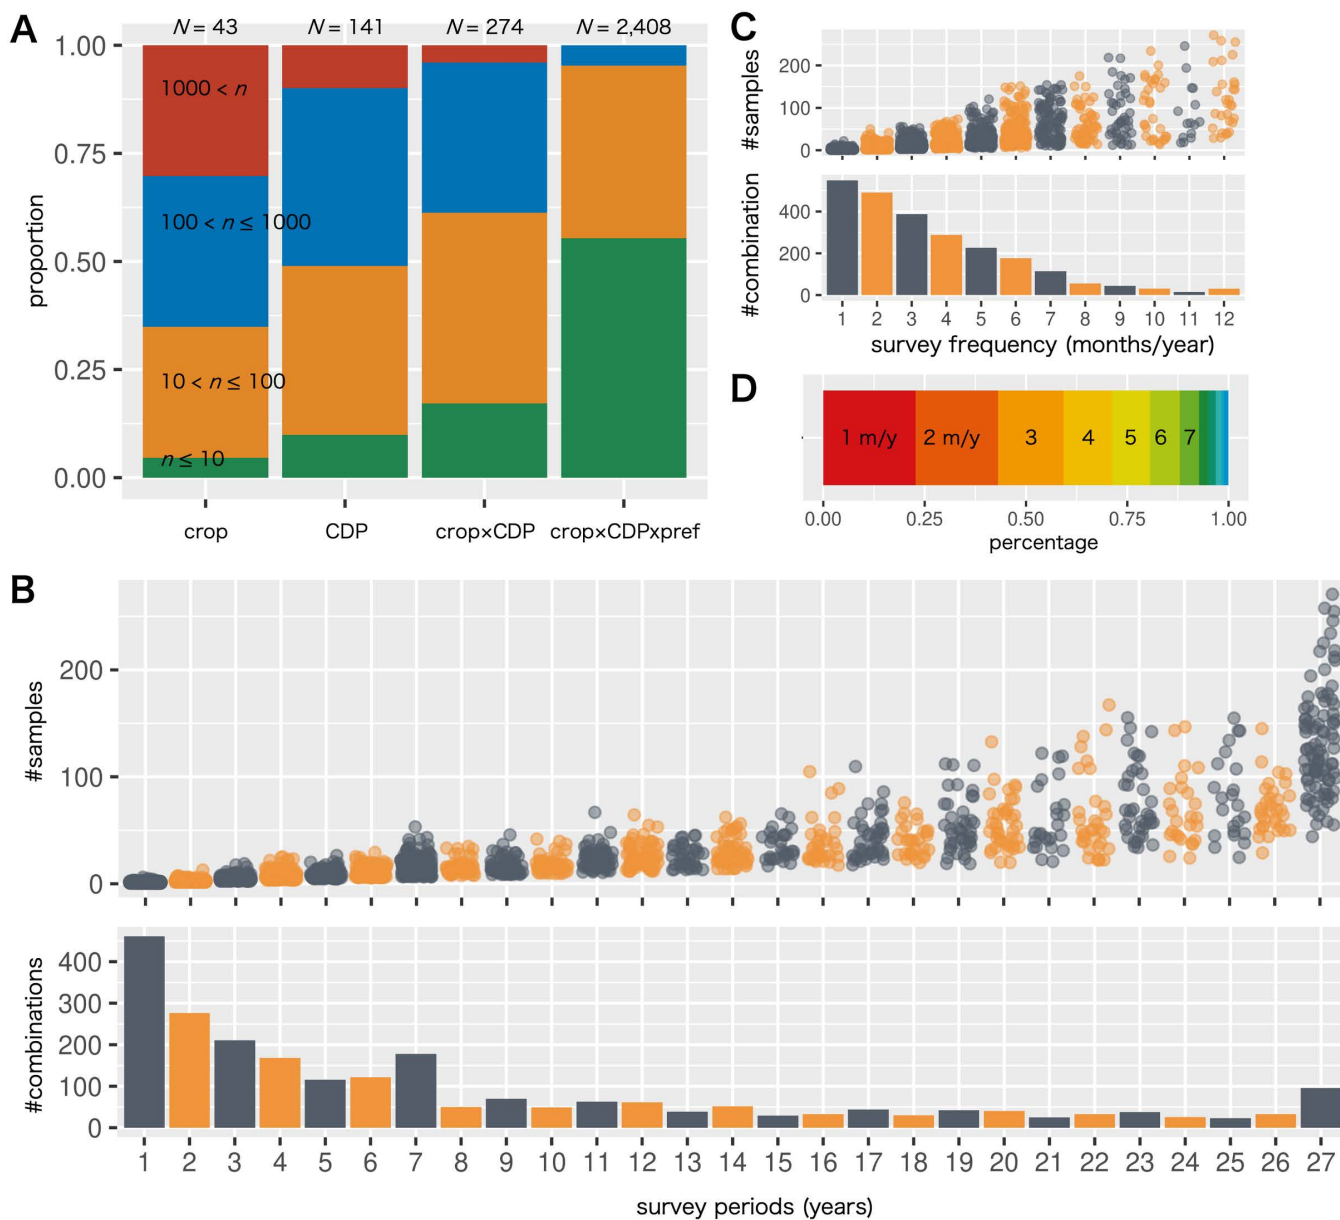 A
N = 43 N = 141 N = 274 N = 2,408
1.00
0.75
0.50
0.25
0.00
proportion
1000 < n
100 < n ≤ 1000
10 < n ≤ 100
n ≤ 10
crop CDP crop×CDP crop×CDPxpref
C
#samples
200
100
0
#combination
400
200
0
1 2 3 4 5 6 7 8 9 10 11 12
survey frequency (months/year)
D
1 m/y 2 m/y 3 4 5 6 7
0.00 0.25 0.50 0.75 1.00
percentage
B
#samples
200
100
0
#combinations
400
300
200
100
0
1 2 3 4 5 6 7 8 9 10 11 12 13 14 15 16 17 18 19 20 21 22 23 24 25 26 27
survey periods (years)